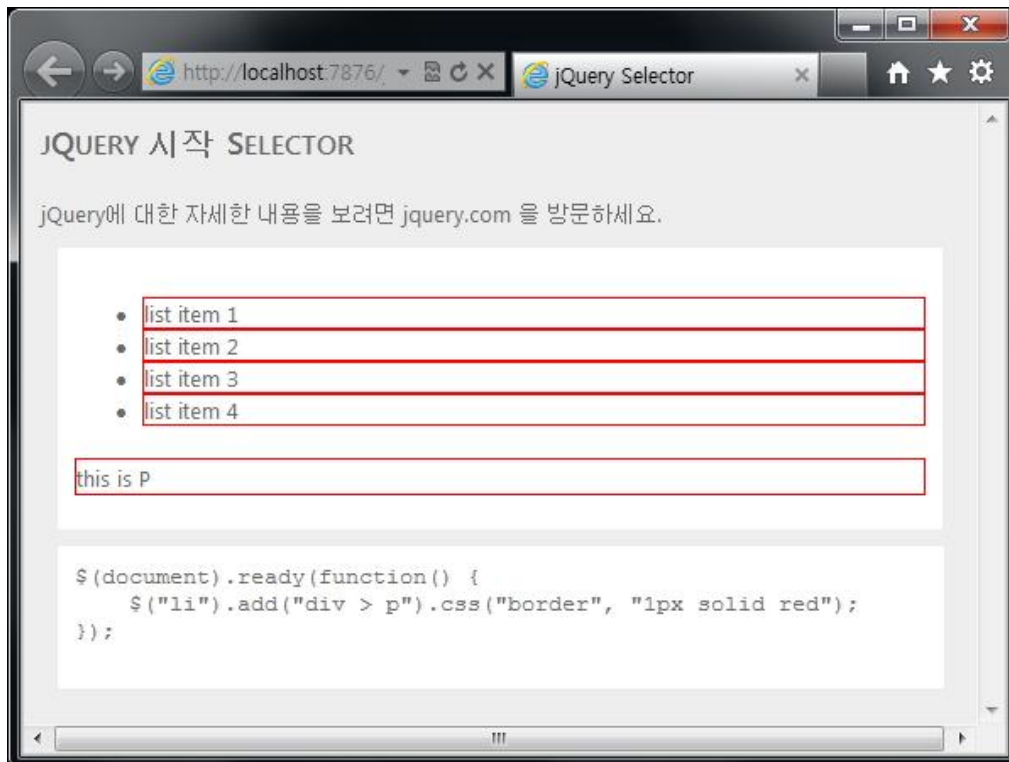 http://localhost:7876/
jQuery Selector
JQUERY 시작 SELECTOR
jQuery에 대한 자세한 내용을 보려면 jquery.com 을 방문하세요.
list item 1
list item 2
list item 3
list item 4
this is P
$(document).ready(function() {
    $("li").add("div > p").css("border", "1px solid red");
});